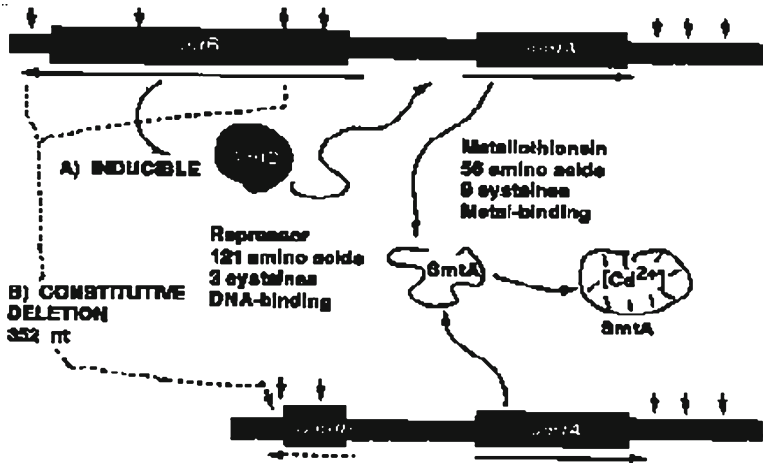 A) INDUCIBLE
Metallothionein
56 amino acids
9 cysteines
Metal-binding
Repressor
121 amino acids
3 cysteines
DNA-binding
SmtA
[Cd2+]
SmtA
B) CONSTITUTIVE
DELETION
352 nt